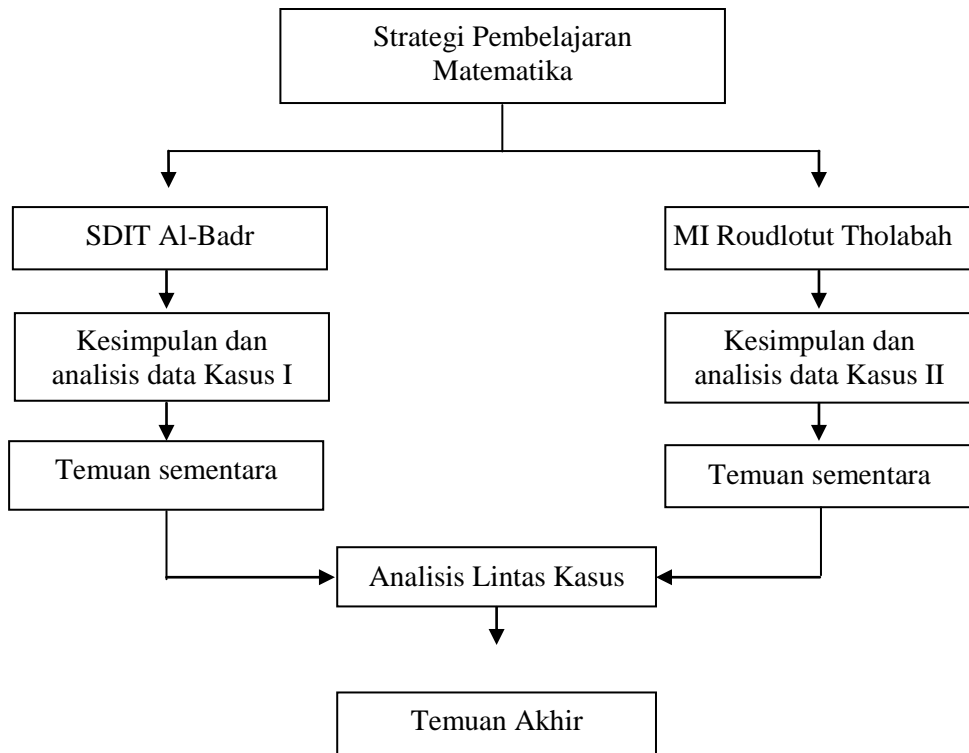 Strategi Pembelajaran
Matematika
SDIT Al-Badr
MI Roudlotut Tholabah
Kesimpulan dan
analisis data Kasus I
Kesimpulan dan
analisis data Kasus II
Temuan sementara
Temuan sementara
Analisis Lintas Kasus
Temuan Akhir